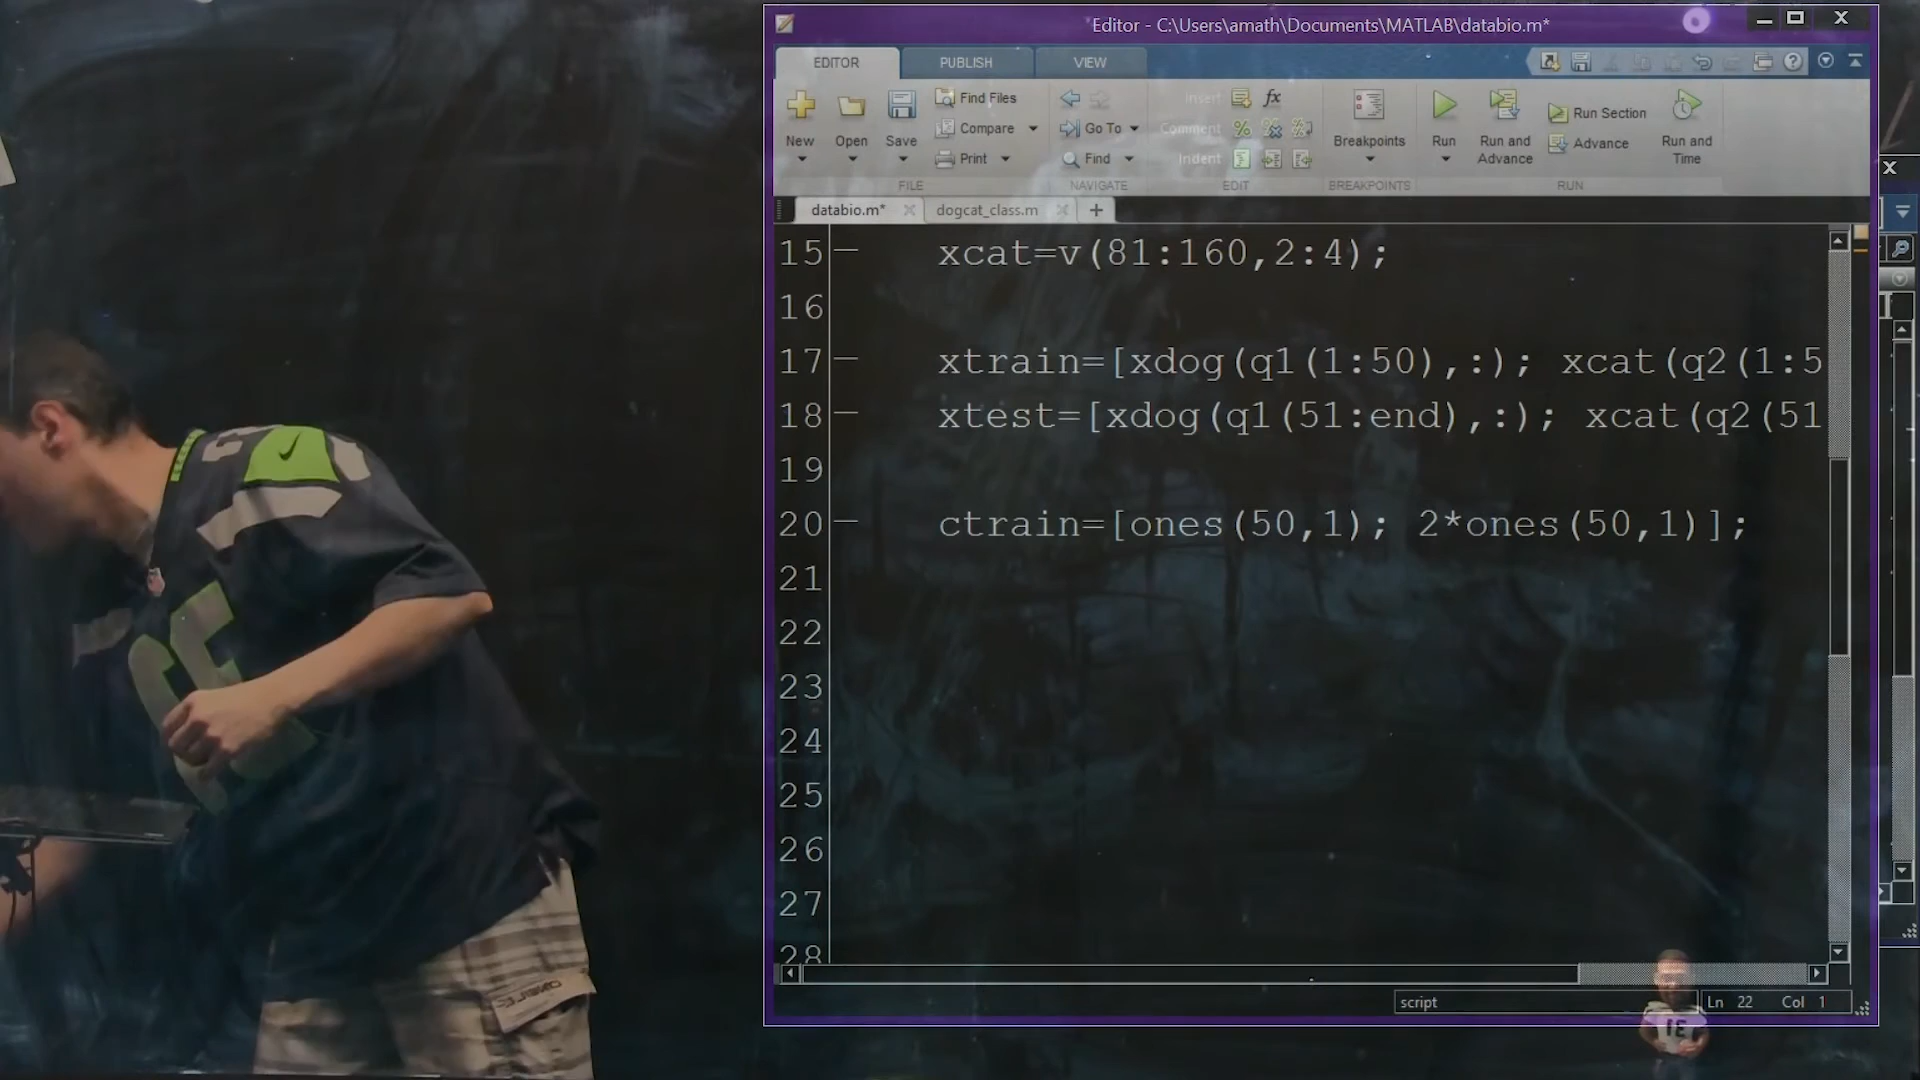 Editor - C:\Users\amath\Documents\MATLAB\databio.m*
EDITOR PUBLISH VIEW
New Open Save Find Files Compare Print Go To Find Insert Comment Indent Breakpoints Run Run and Advance Run Section Advance Run and Time
FILE NAVIGATE EDIT BREAKPOINTS RUN
databio.m* dogcat_class.m
15 xcat=v(81:160,2:4);
16
17 xtrain=[xdog(q1(1:50),:); xcat(q2(1:5
18 xtest=[xdog(q1(51:end),:); xcat(q2(51
19
20 ctrain=[ones(50,1); 2*ones(50,1)];
21
22
23
24
25
26
27
28
script Ln 22 Col 1